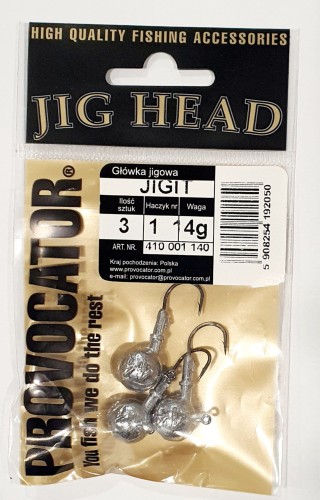 HIGH QUALITY FISHING ACCESSORIES
JIG HEAD
PROVOCATOR®
You fish we do the rest
Główka jigowa
JIGIT
Ilość sztuk
Haczyk nr
Waga
3
1
14g
ART. NR.
410 001 140
Kraj pochodzenia: Polska
www.provocator.com.pl
e-mail: provocator@provocator.com.pl
5 908254 192050